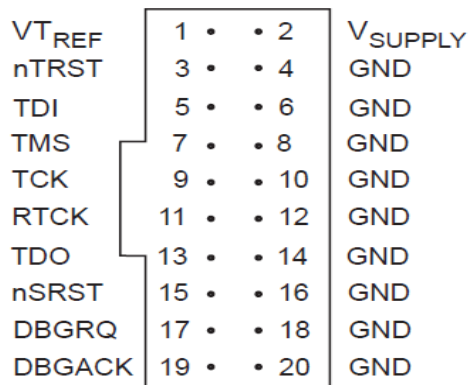 VTREF 1 • • 2 VSUPPLY
nTRST 3 • • 4 GND
TDI 5 • • 6 GND
TMS 7 • • 8 GND
TCK 9 • • 10 GND
RTCK 11 • • 12 GND
TDO 13 • • 14 GND
nSRST 15 • • 16 GND
DBGRQ 17 • • 18 GND
DBGACK 19 • • 20 GND